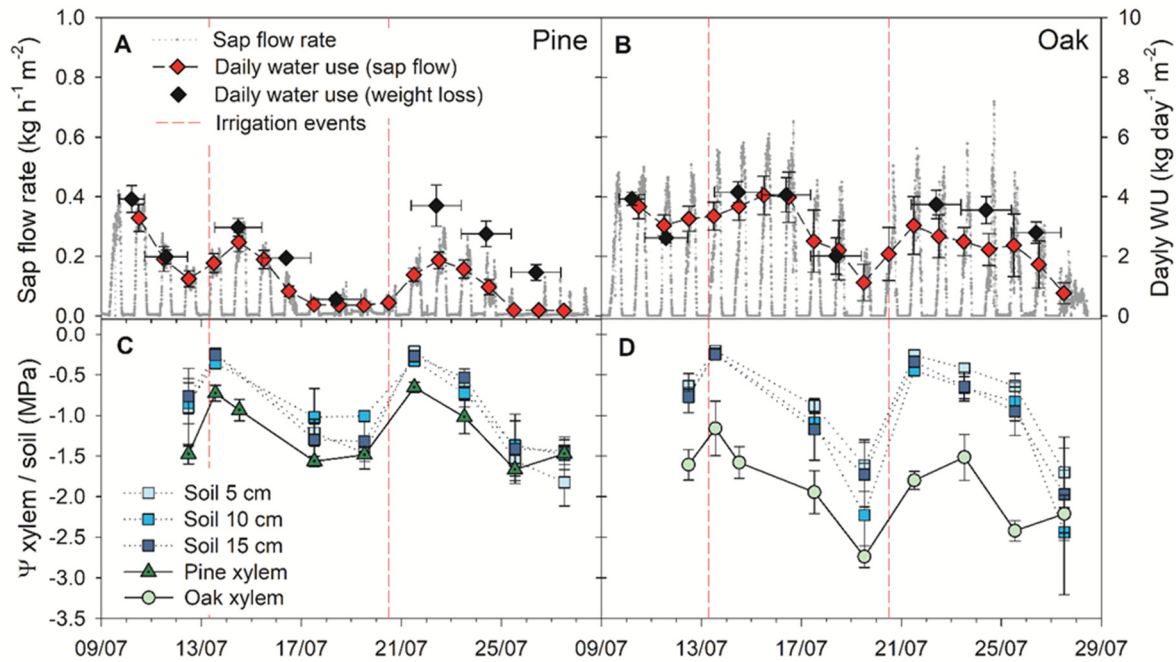 A
Sap flow rate
Pine
Daily water use (sap flow)
Daily water use (weight loss)
Irrigation events
B
Oak
Sap flow rate (kg h⁻¹ m⁻²)
1.0
0.8
0.6
0.4
0.2
0.0
10
8
6
4
2
0
Dayly WU (kg day⁻¹ m⁻²)
C
D
Ψ xylem / soil (MPa)
0.0
-0.5
-1.0
-1.5
-2.0
-2.5
-3.0
-3.5
Soil 5 cm
Soil 10 cm
Soil 15 cm
Pine xylem
Oak xylem
09/07 13/07 17/07 21/07 25/07 09/07 13/07 17/07 21/07 25/07 29/07